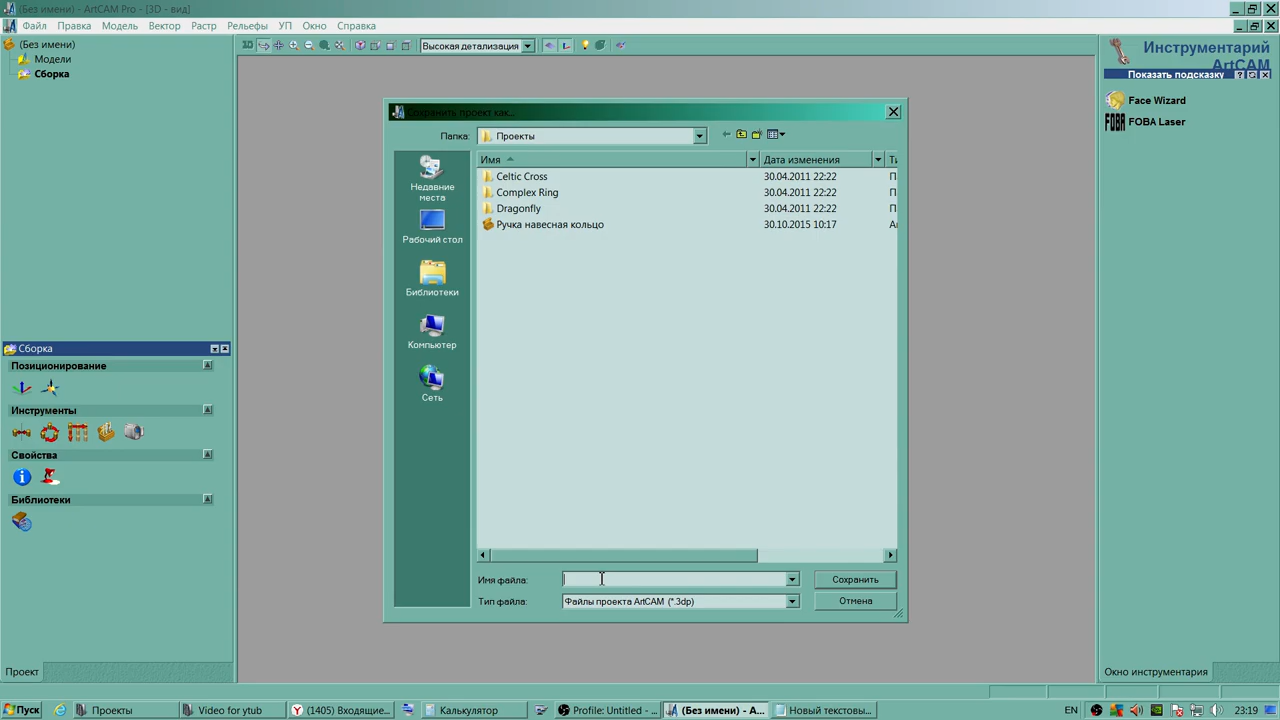 (Без имени) - ArtCAM Pro - [3D - вид]
Файл Правка Модель Вектор Растр Рельефы УП Окно Справка
(Без имени)
Модели
Сборка
Высокая детализация
Инструментарий
ArtCAM
Показать подсказку
Face Wizard
FOBA FOBA Laser
Сохранить проект как...
Папка: Проекты
Имя Дата изменения Ти
Celtic Cross 30.04.2011 22:22 П
Complex Ring 30.04.2011 22:22 П
Dragonfly 30.04.2011 22:22 П
Ручка навесная кольцо 30.10.2015 10:17 Ar
Недавние
места
Рабочий стол
Библиотеки
Компьютер
Сеть
Имя файла: Сохранить
Тип файла: Файлы проекта ArtCAM (*.3dp) Отмена
Сборка
Позиционирование
Инструменты
Свойства
Библиотеки
Проект
Окно инструментария
Пуск Проекты Video for ytub (1405) Входящие... Калькулятор Profile: Untitled - ... (Без имени) - A... Новый текстовы... EN 23:19